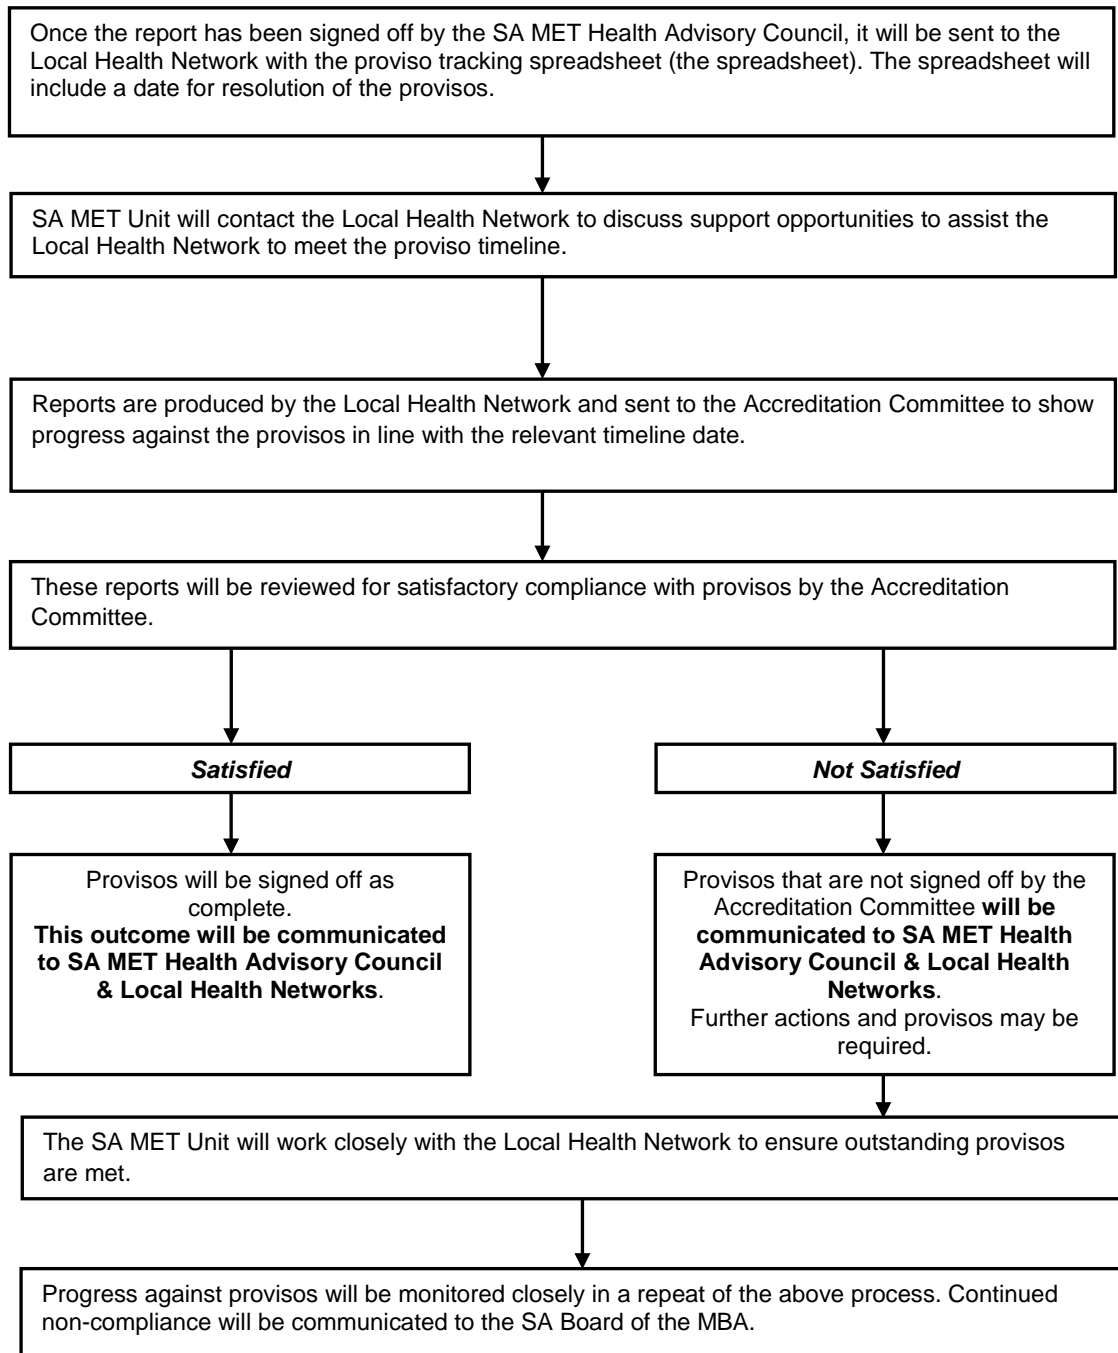 Once the report has been signed off by the SA MET Health Advisory Council, it will be sent to the
Local Health Network with the proviso tracking spreadsheet (the spreadsheet). The spreadsheet will
include a date for resolution of the provisos.
SA MET Unit will contact the Local Health Network to discuss support opportunities to assist the
Local Health Network to meet the proviso timeline.
Reports are produced by the Local Health Network and sent to the Accreditation Committee to show
progress against the provisos in line with the relevant timeline date.
These reports will be reviewed for satisfactory compliance with provisos by the Accreditation
Committee.
Satisfied
Not Satisfied
Provisos will be signed off as
complete.
This outcome will be communicated
to SA MET Health Advisory Council
& Local Health Networks.
Provisos that are not signed off by the
Accreditation Committee will be
communicated to SA MET Health
Advisory Council & Local Health
Networks.
Further actions and provisos may be
required.
The SA MET Unit will work closely with the Local Health Network to ensure outstanding provisos
are met.
Progress against provisos will be monitored closely in a repeat of the above process. Continued
non-compliance will be communicated to the SA Board of the MBA.